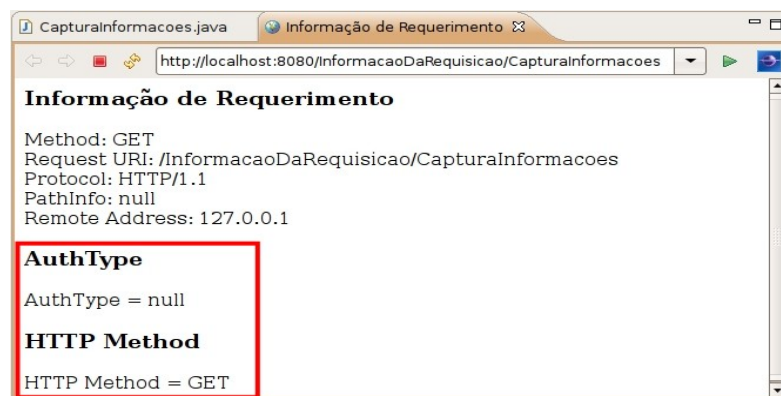 CapturaInformacoes.java
Informação de Requerimento
http://localhost:8080/InformacaoDaRequisicao/CapturaInformacoes
Informação de Requerimento
Method: GET
Request URI: /InformacaoDaRequisicao/CapturaInformacoes
Protocol: HTTP/1.1
PathInfo: null
Remote Address: 127.0.0.1
AuthType
AuthType = null
HTTP Method
HTTP Method = GET